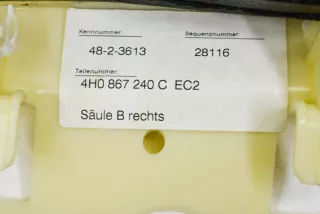 Kennnummer: Sequenznummer:
48-2-3613 28116
Teilenummer:
4H0 867 240 C EC2
Säule B rechts